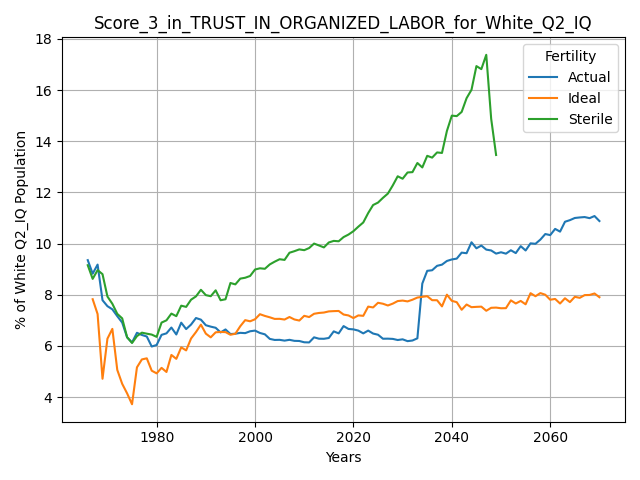 Score_3_in_TRUST_IN_ORGANIZED_LABOR_for_White_Q2_IQ
% of White Q2_IQ Population
18
16
14
12
10
8
6
4
Fertility
Actual
Ideal
Sterile
1980
2000
2020
2040
2060
Years